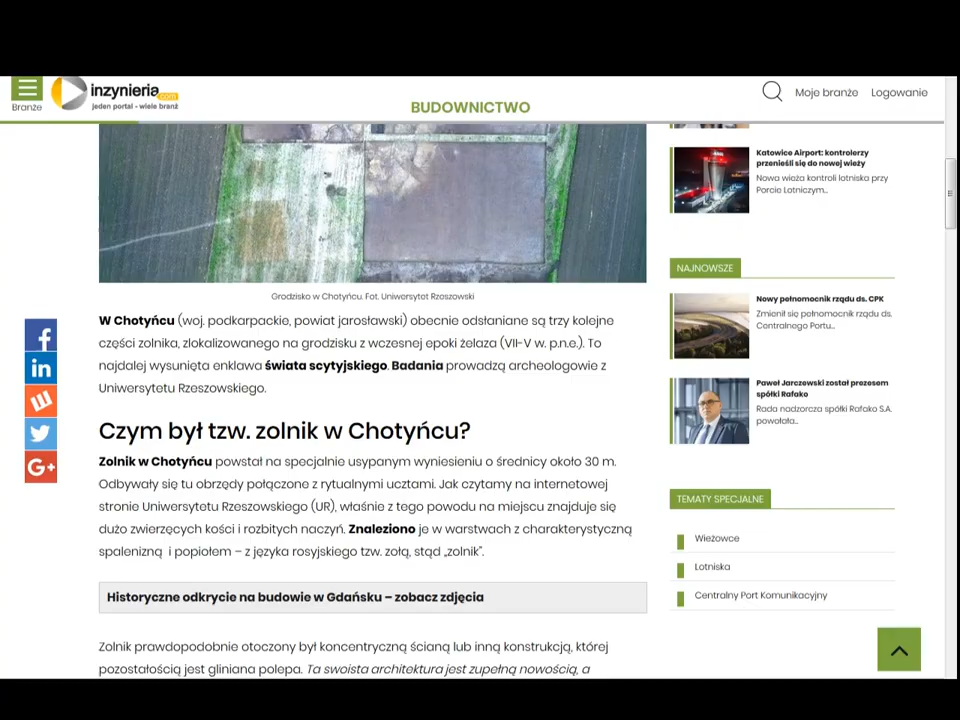 inzynieria.com
jeden portal - wiele branż
Branże
BUDOWNICTWO
Moje branże
Logowanie
Grodzisko w Chotyńcu. Fot. Uniwersytet Rzeszowski
W Chotyńcu (woj. podkarpackie, powiat jarosławski) obecnie odsłaniane są trzy kolejne
części zolnika, zlokalizowanego na grodzisku z wczesnej epoki żelaza (VII-V w. p.n.e.). To
najdalej wysunięta enklawa świata scytyjskiego. Badania prowadzą archeologowie z
Uniwersytetu Rzeszowskiego.
Czym był tzw. zolnik w Chotyńcu?
Zolnik w Chotyńcu powstał na specjalnie usypanym wyniesieniu o średnicy około 30 m.
Odbywały się tu obrzędy połączone z rytualnymi ucztami. Jak czytamy na internetowej
stronie Uniwersytetu Rzeszowskiego (UR), właśnie z tego powodu na miejscu znajduje się
dużo zwierzęcych kości i rozbitych naczyń. Znaleziono je w warstwach z charakterystyczną
spalenizną i popiołem – z języka rosyjskiego tzw. zołą, stąd „zolnik”.
Historyczne odkrycie na budowie w Gdańsku – zobacz zdjęcia
Zolnik prawdopodobnie otoczony był koncentryczną ścianą lub inną konstrukcją, której
pozostałością jest gliniana polepa. Ta swoista architektura jest zupełną nowością, a
Katowice Airport: kontrolerzy
przenieśli się do nowej wieży
Nowa wieża kontroli lotniska przy
Porcie Lotniczym...
NAJNOWSZE
Nowy pełnomocnik rządu ds. CPK
Zmienił się pełnomocnik rządu ds.
Centralnego Portu...
Paweł Jarczewski został prezesem
spółki Rafako
Rada nadzorcza spółki Rafako S.A.
powołała...
TEMATY SPECJALNE
Wieżowce
Lotniska
Centralny Port Komunikacyjny